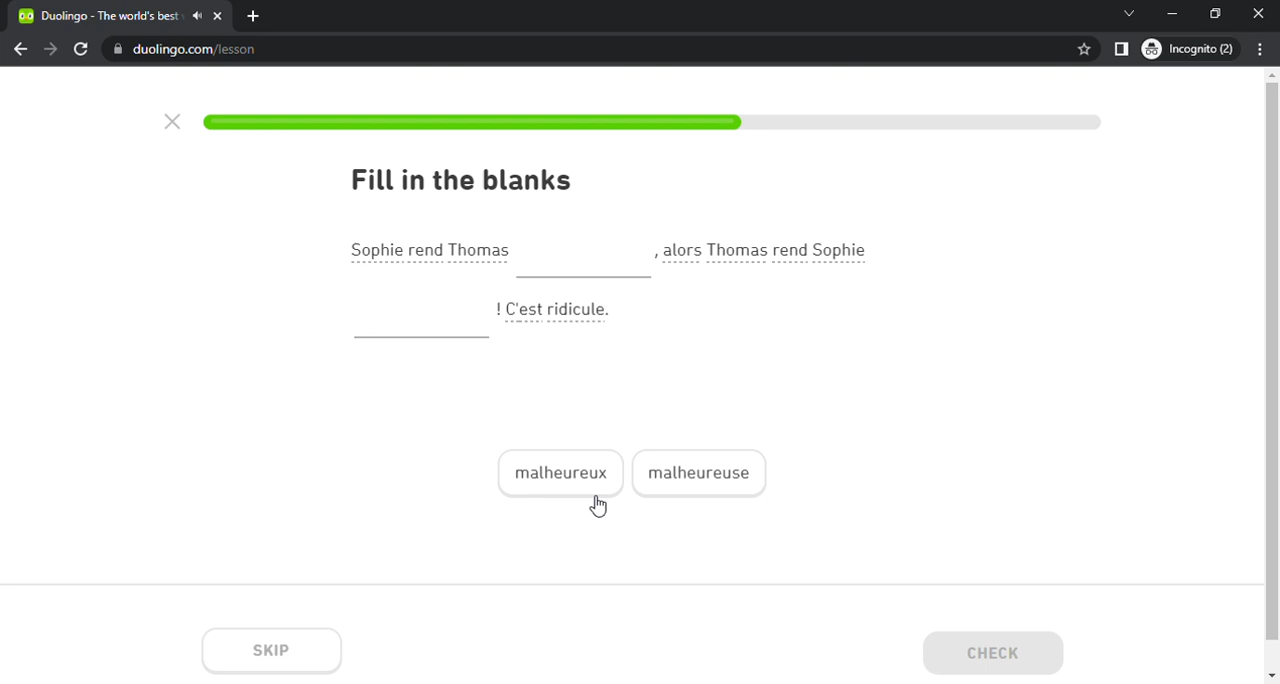 Duolingo - The world's best
duolingo.com/lesson
Incognito (2)
Fill in the blanks
Sophie rend Thomas , alors Thomas rend Sophie
! C'est ridicule.
malheureux malheureuse
SKIP CHECK